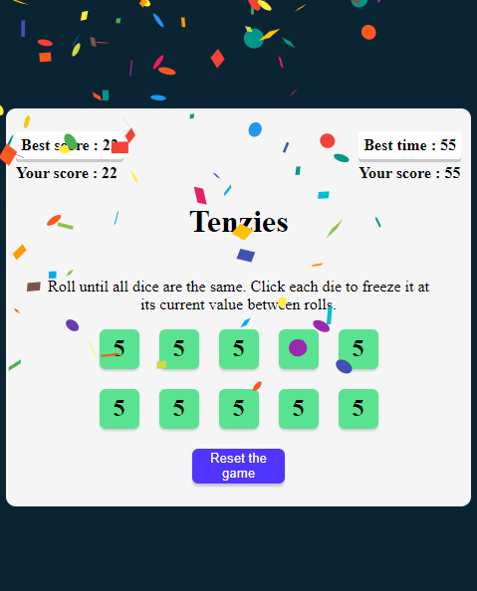 Best score : 22
Best time : 55
Your score : 22
Your score : 55
Tenzies
Roll until all dice are the same. Click each die to freeze it at
its current value between rolls.
5 5 5 5
5 5 5 5 5
Reset the
game